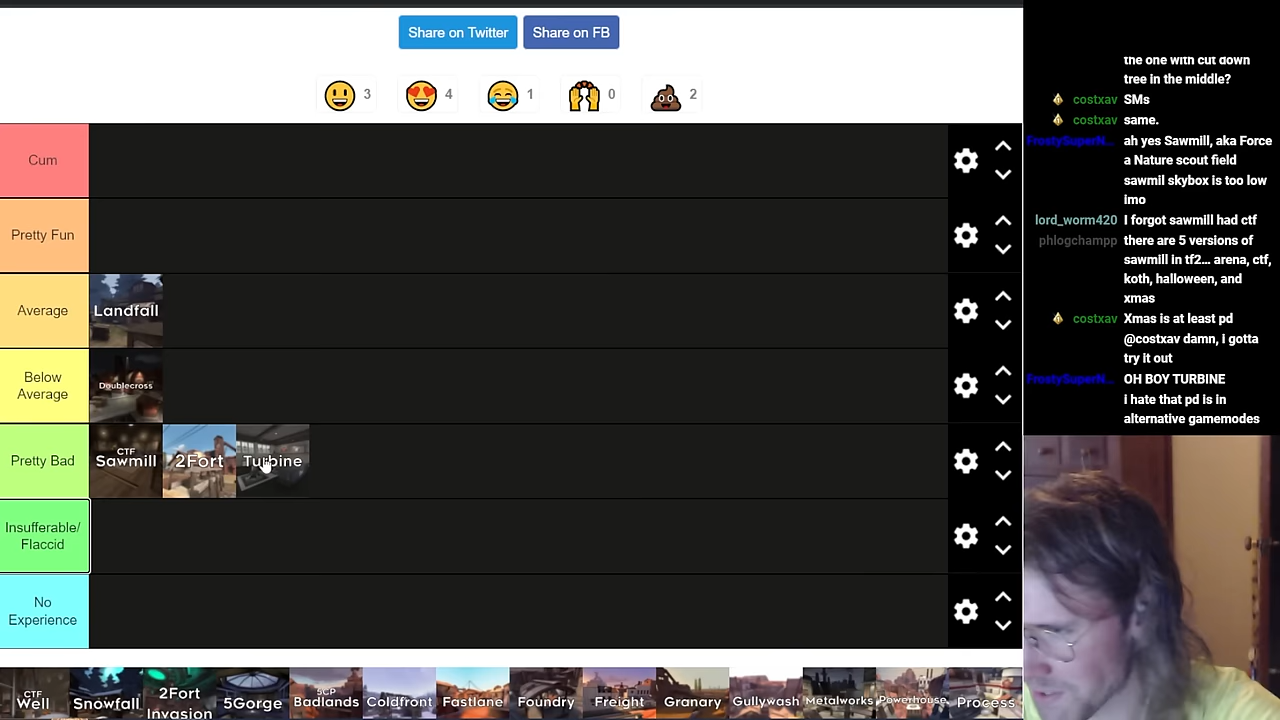 Share on Twitter Share on FB
3 4 1 0 2
Cum
Pretty Fun
Average
Landfall
Below
Average
Doublecross
Pretty Bad
CTF
Sawmill
2Fort
Turbine
Insufferable/
Flaccid
No
Experience
CTF
Well
Snowfall
2Fort
Invasion
5Gorge
5CP
Badlands
Coldfront
Fastlane
Foundry
Freight
Granary
Gullywash
Metalworks
Powerhouse
Process
the one with cut down
tree in the middle?
costxav SMs
costxav same.
FrostySuperN... ah yes Sawmill, aka Force
a Nature scout field
sawmil skybox is too low
imo
lord_worm420 I forgot sawmill had ctf
phlogchampp there are 5 versions of
sawmill in tf2... arena, ctf,
koth, halloween, and
xmas
costxav Xmas is at least pd
@costxav damn, i gotta
try it out
FrostySuperN... OH BOY TURBINE
i hate that pd is in
alternative gamemodes